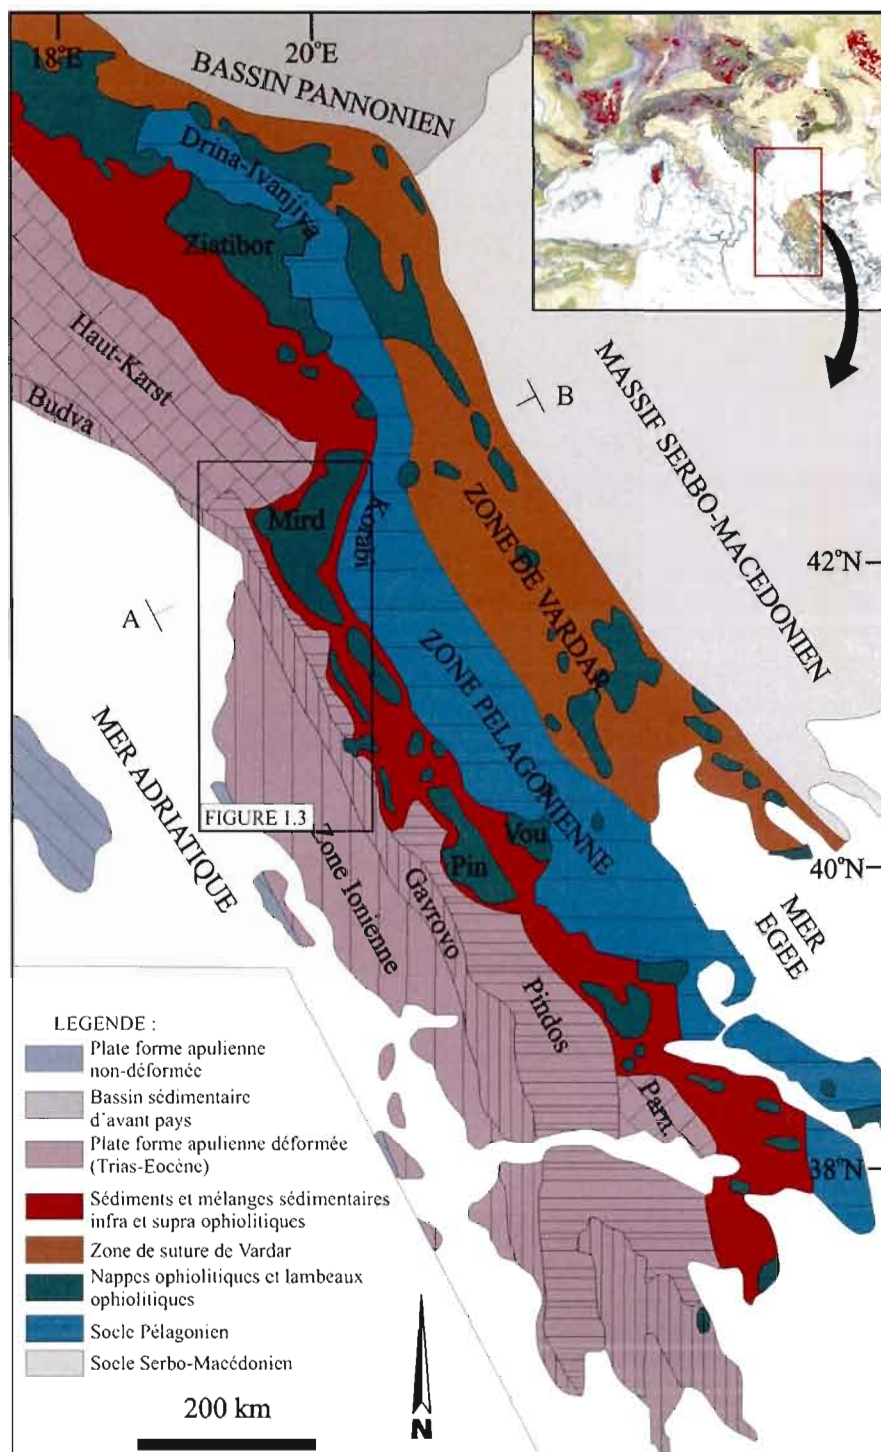 18°E
20°E
BASSIN PANNONIEN
Drina-Ivanjiya
Ziatibor
Haut-Karst
Budva
B
MASSIF SERBO-MACEDONIEN
Mird
Korabi
ZONE DE VARDAR
42°N
A
ZONE PELAGONIENNE
MER ADRIATIQUE
FIGURE 1.3
Zone Ionienne
Gavrovo
Pin
Vou
40°N
MER
EGEE
Pindos
Parn.
38°N
LEGENDE :
Plate forme apulienne
non-déformée
Bassin sédimentaire
d'avant pays
Plate forme apulienne déformée
(Trias-Eocène)
Sédiments et mélanges sédimentaires
infra et supra ophiolitiques
Zone de suture de Vardar
Nappes ophiolitiques et lambeaux
ophiolitiques
Socle Pélagonien
Socle Serbo-Macédonien
200 km
N